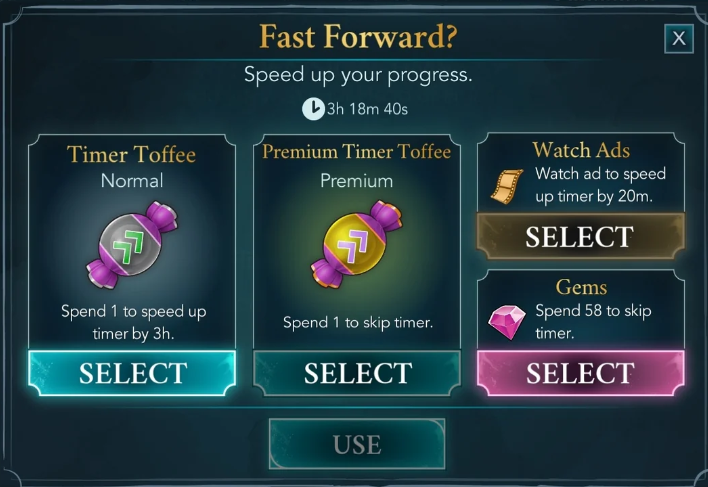 Fast Forward?
X
Speed up your progress.
3h 18m 40s
Timer Toffee
Normal
Spend 1 to speed up
timer by 3h.
SELECT
Premium Timer Toffee
Premium
Spend 1 to skip timer.
SELECT
Watch Ads
Watch ad to speed
up timer by 20m.
SELECT
Gems
Spend 58 to skip
timer.
SELECT
USE